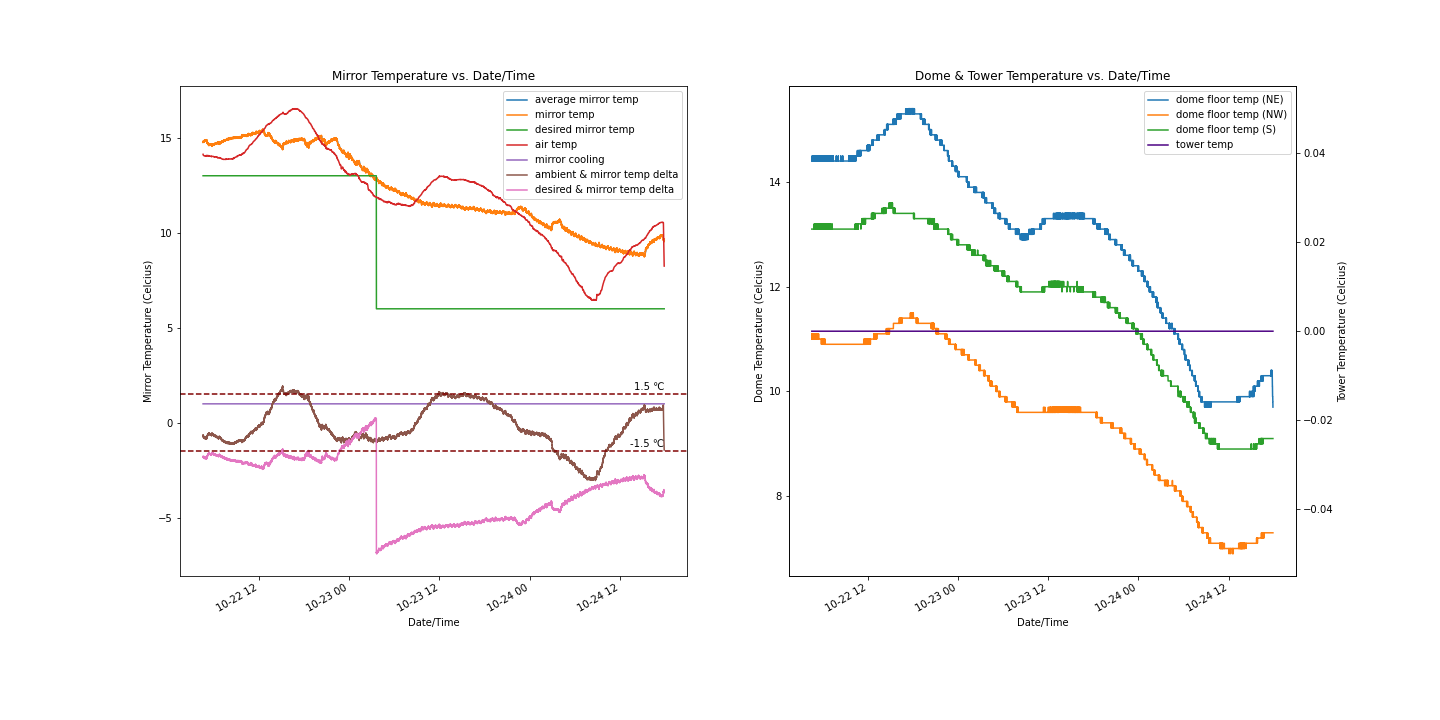 Mirror Temperature vs. Date/Time
average mirror temp
mirror temp
desired mirror temp
air temp
mirror cooling
ambient & mirror temp delta
desired & mirror temp delta
15
10
5
0
−5
Mirror Temperature (Celcius)
1.5 °C
-1.5 °C
10-22 12
10-23 00
10-23 12
10-24 00
10-24 12
Date/Time
Dome & Tower Temperature vs. Date/Time
dome floor temp (NE)
dome floor temp (NW)
dome floor temp (S)
tower temp
14
12
10
8
Dome Temperature (Celcius)
0.04
0.02
0.00
−0.02
−0.04
Tower Temperature (Celcius)
10-22 12
10-23 00
10-23 12
10-24 00
10-24 12
Date/Time